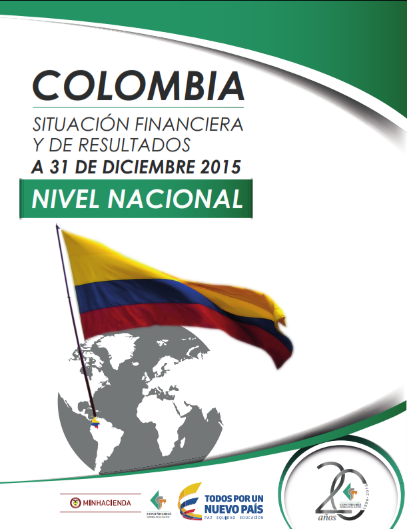 COLOMBIA
SITUACIÓN FINANCIERA
Y DE RESULTADOS
A 31 DE DICIEMBRE 2015
NIVEL NACIONAL
MINHACIENDA
TODOS POR UN
NUEVO PAÍS
PAZ EQUIDAD EDUCACIÓN
20
años